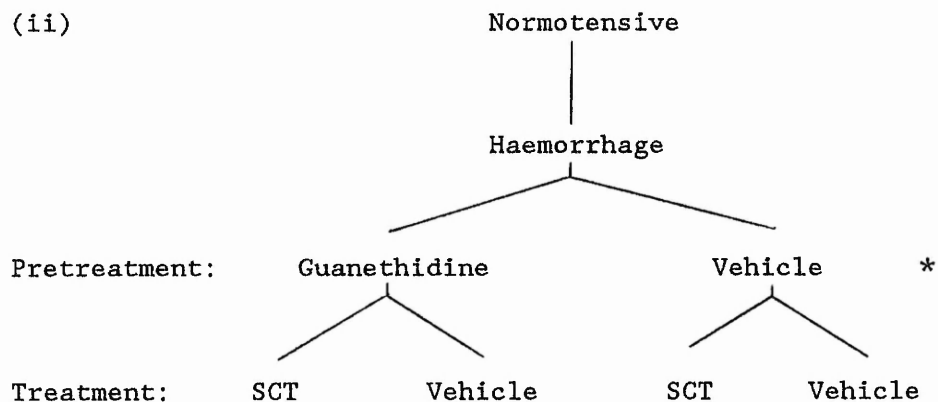 (ii) Normotensive
Haemorrhage
Pretreatment: Guanethidine Vehicle *
Treatment: SCT Vehicle SCT Vehicle